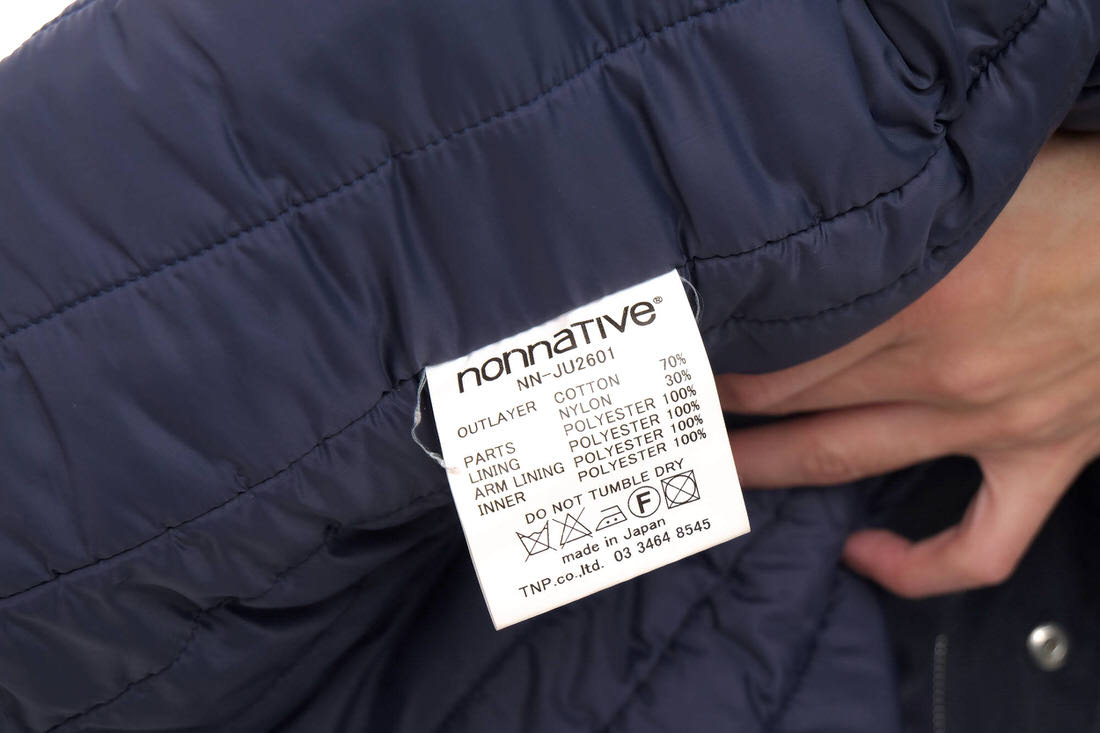 nonnaTIve®
NN-JU2601
OUTLAYER COTTON 70%
NYLON 30%
PARTS POLYESTER 100%
LINING POLYESTER 100%
ARM LINING POLYESTER 100%
INNER POLYESTER 100%
DO NOT TUMBLE DRY
F
made in Japan
TNP.co.,ltd. 03 3464 8545